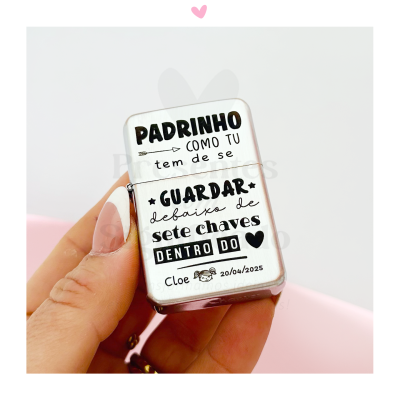 PADRINHO
COMO TU
tem de se
GUARDAR
debaixo de
sete chaves
DENTRO DO
Cloe 20/04/2025